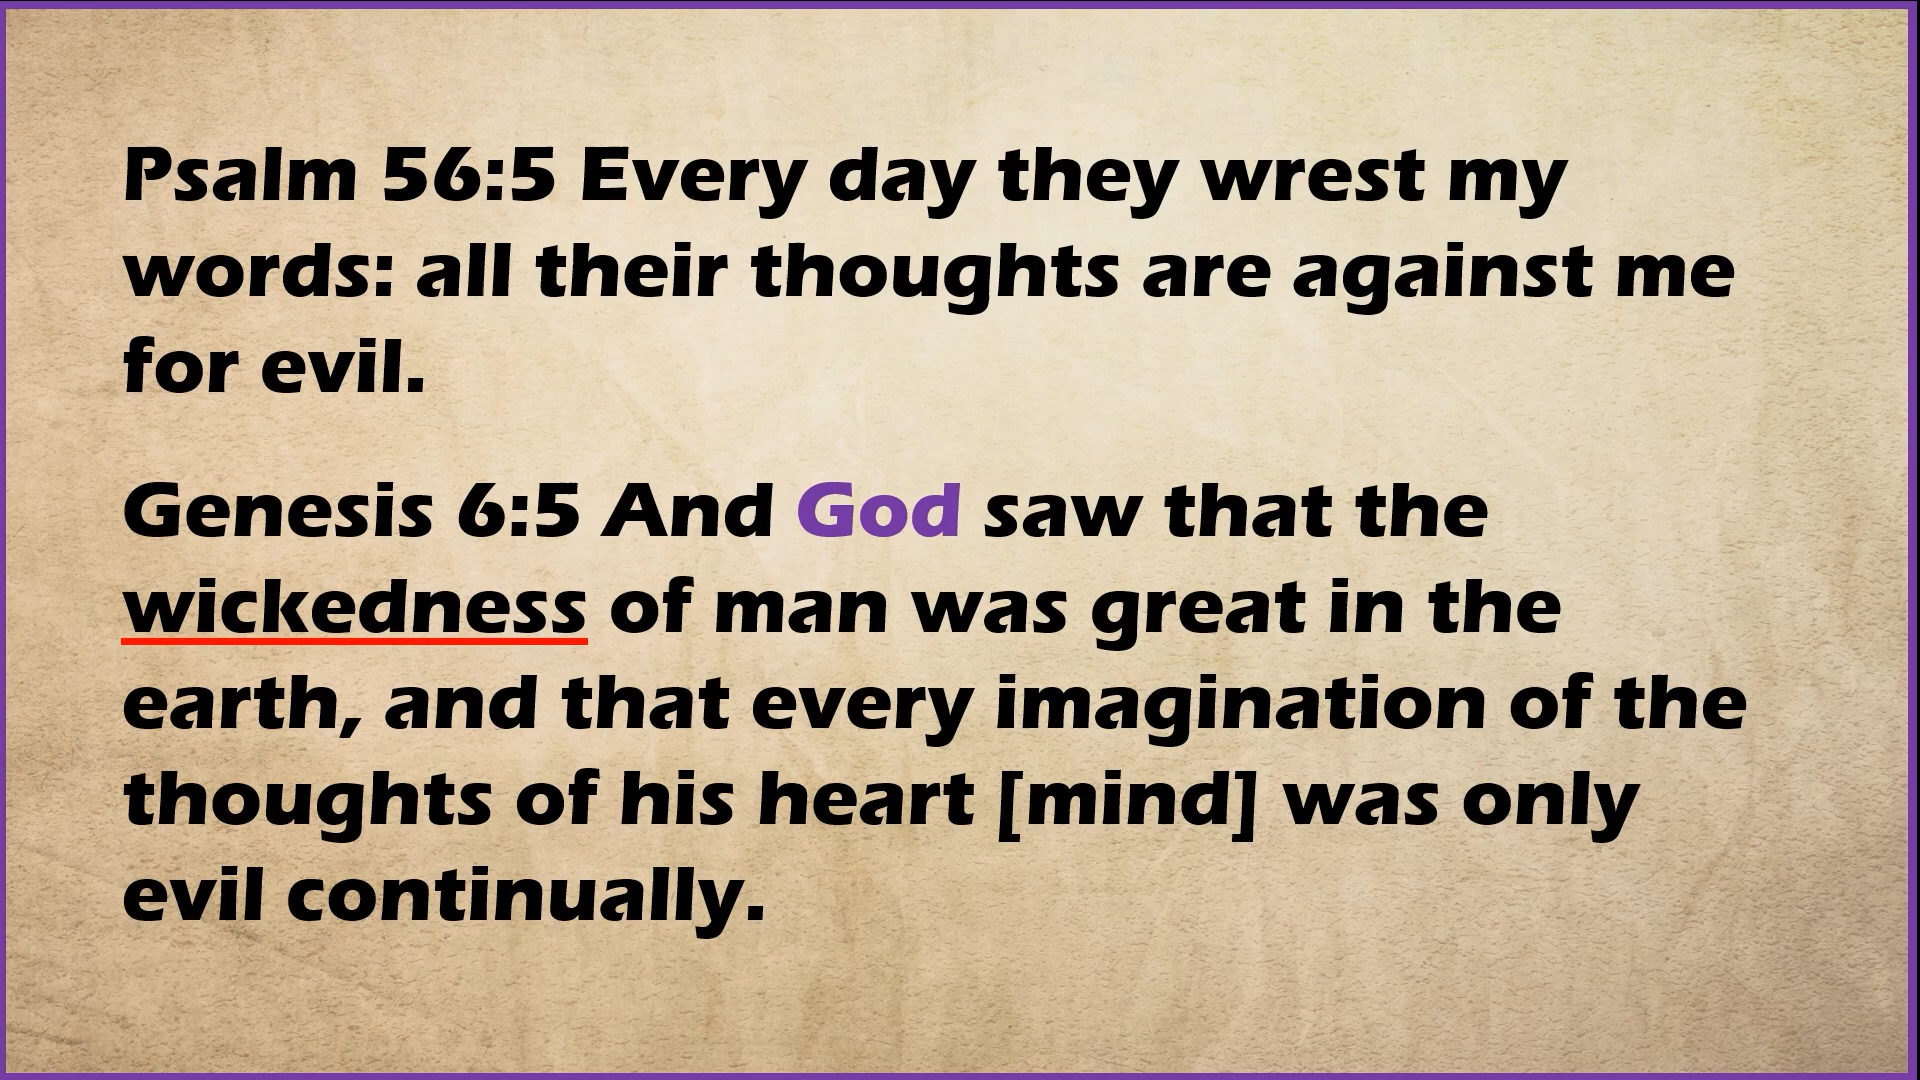 Psalm 56:5 Every day they wrest my
words: all their thoughts are against me
for evil.
Genesis 6:5 And God saw that the
wickedness of man was great in the
earth, and that every imagination of the
thoughts of his heart [mind] was only
evil continually.